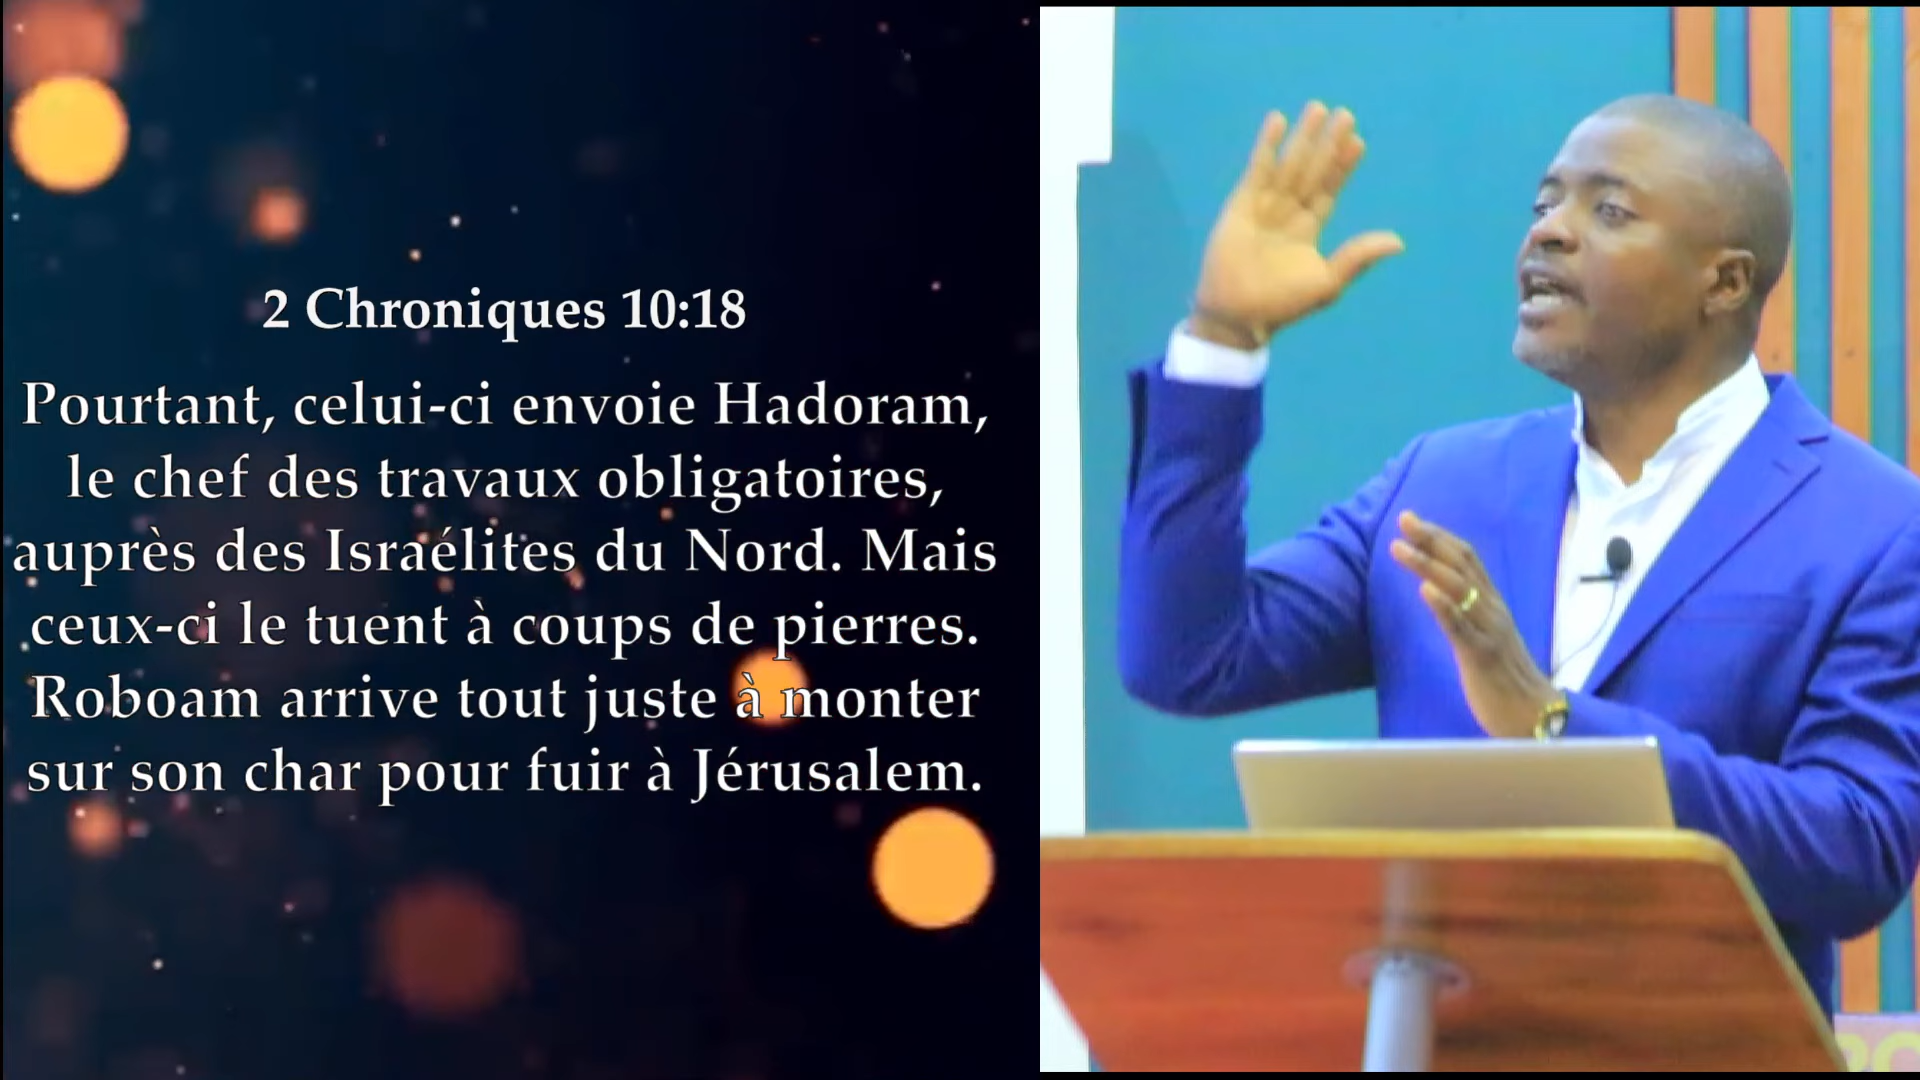 2 Chroniques 10:18
Pourtant, celui-ci envoie Hadoram,
le chef des travaux obligatoires,
auprès des Israélites du Nord. Mais
ceux-ci le tuent à coups de pierres.
Roboam arrive tout juste à monter
sur son char pour fuir à Jérusalem.